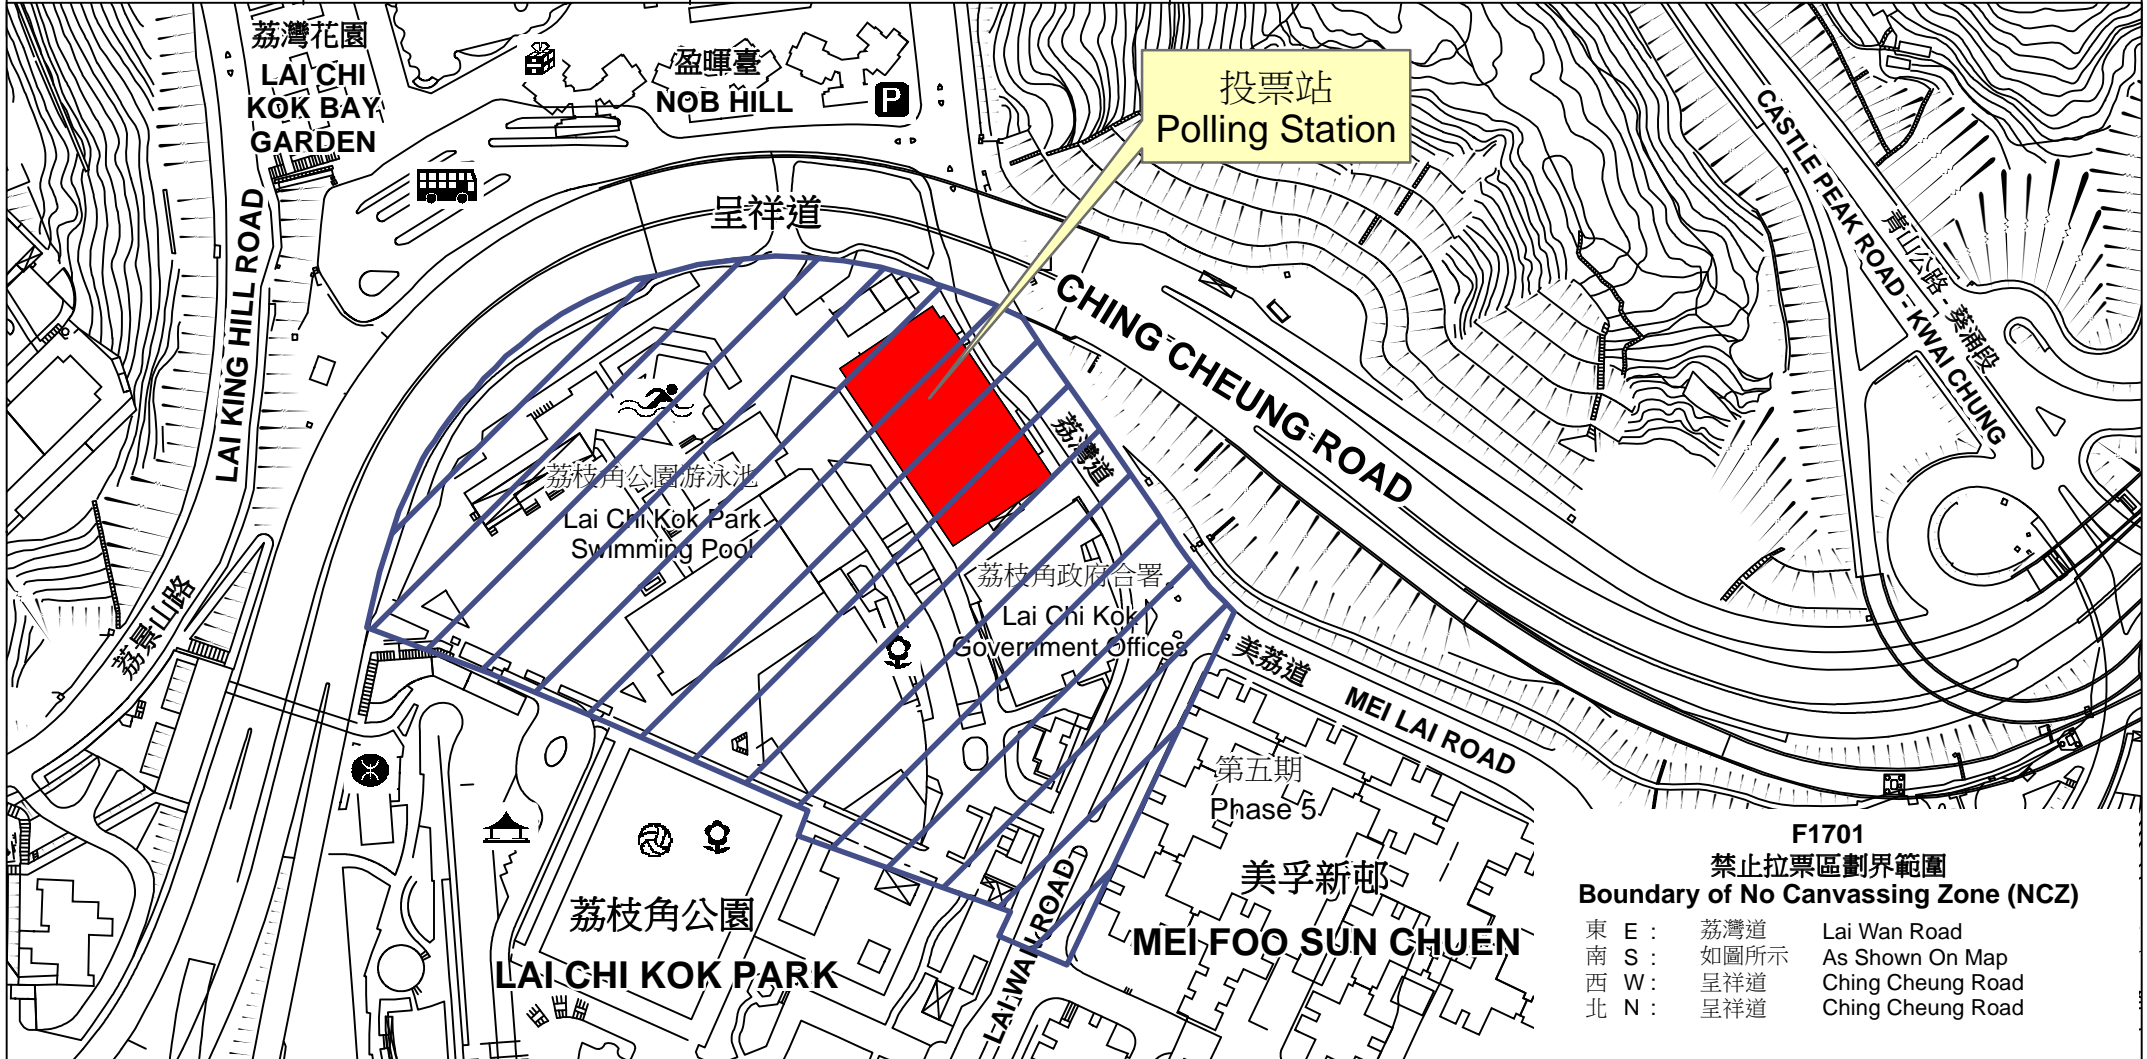 荔灣花園
LAI CHI
KOK BAY
GARDEN
盈暉臺
NOB HILL
P
投票站
Polling Station
呈祥道
CHING CHEUNG ROAD
CASTLE PEAK ROAD - KWAI CHUNG
青山公路 - 葵涌段
LAI KING HILL ROAD
荔景山路
荔灣道
荔枝角公園游泳池
Lai Chi Kok Park
Swimming Pool
荔枝角政府合署
Lai Chi Kok
Government Offices
美荔道
MEI LAI ROAD
第五期
Phase 5
美孚新邨
MEI FOO SUN CHUEN
荔枝角公園
LAI CHI KOK PARK
LAI WAN ROAD
F1701
禁止拉票區劃界範圍
Boundary of No Canvassing Zone (NCZ)
東 E : 荔灣道 Lai Wan Road
南 S : 如圖所示 As Shown On Map
西 W : 呈祥道 Ching Cheung Road
北 N : 呈祥道 Ching Cheung Road